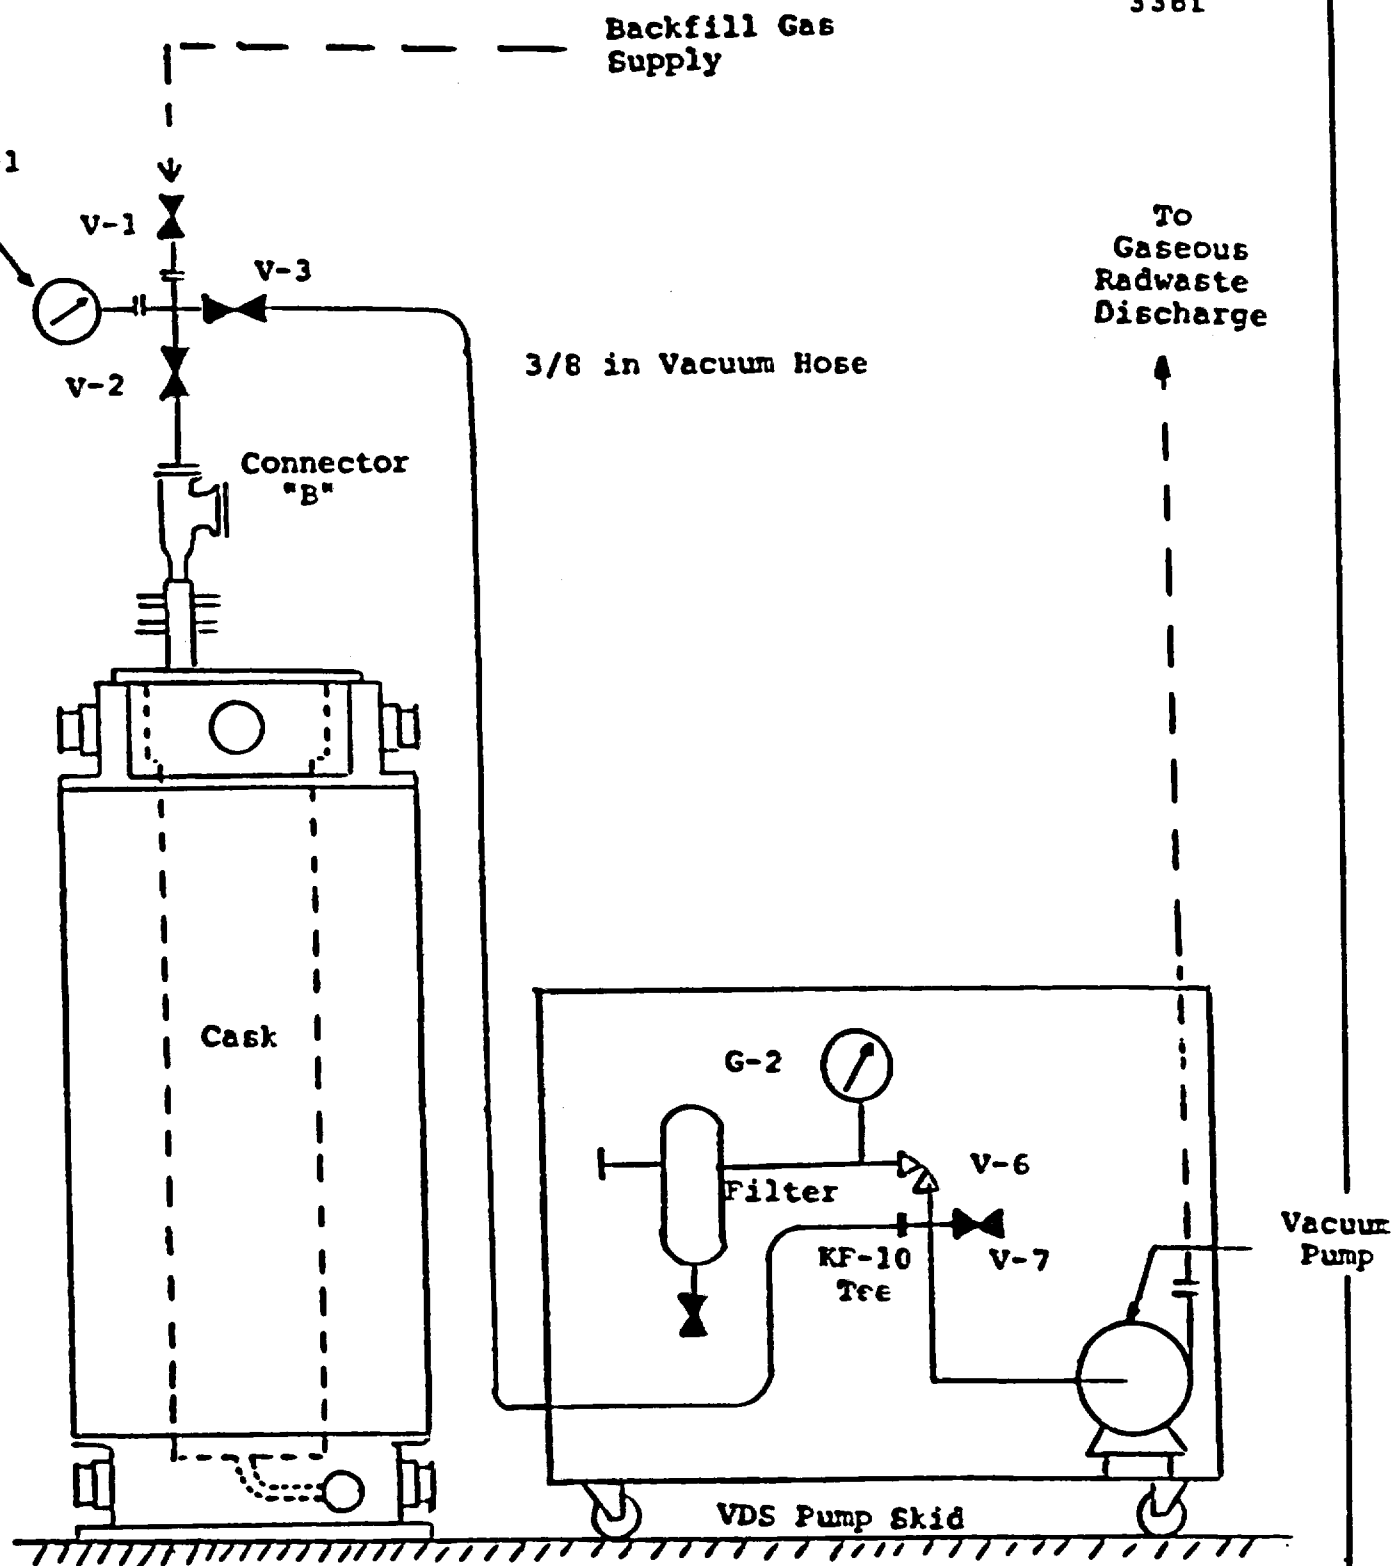 Backfill Gas
Supply
V-1
V-3
V-2
3/8 in Vacuum Hose
To
Gaseous
Radwaste
Discharge
Connector
"B"
Cask
G-2
V-6
Filter
KF-10
Tee
V-7
Vacuum
Pump
VDS Pump Skid